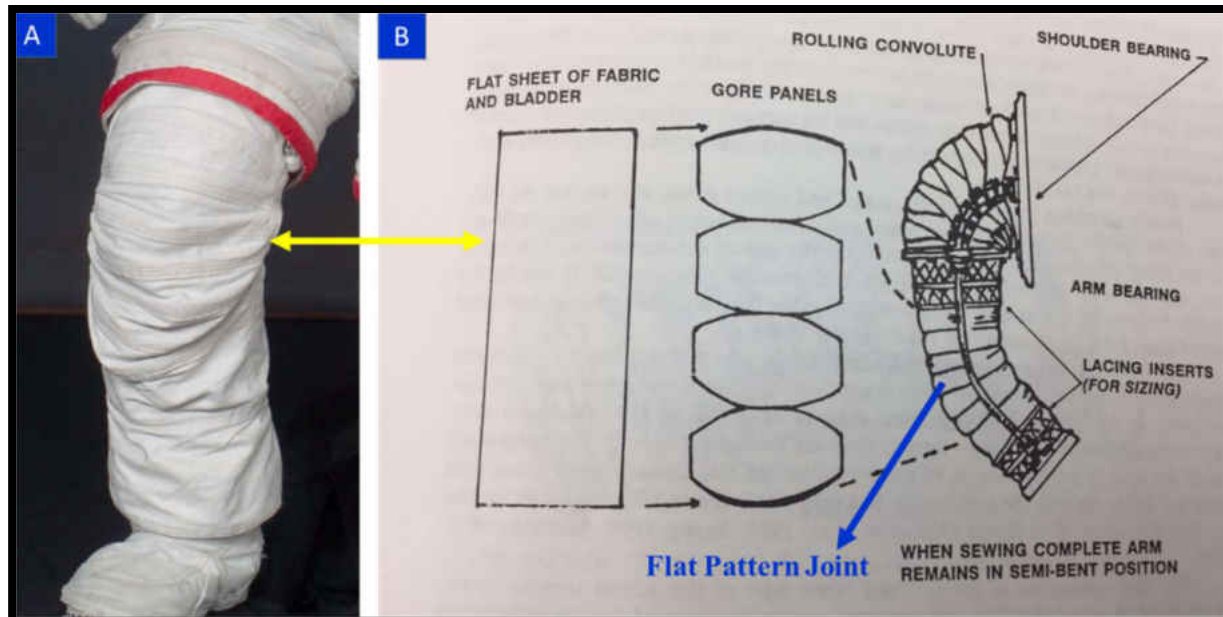 A
B
FLAT SHEET OF FABRIC
AND BLADDER
GORE PANELS
ROLLING CONVOLUTE
SHOULDER BEARING
ARM BEARING
LACING INSERTS
(FOR SIZING)
Flat Pattern Joint
WHEN SEWING COMPLETE ARM
REMAINS IN SEMI-BENT POSITION